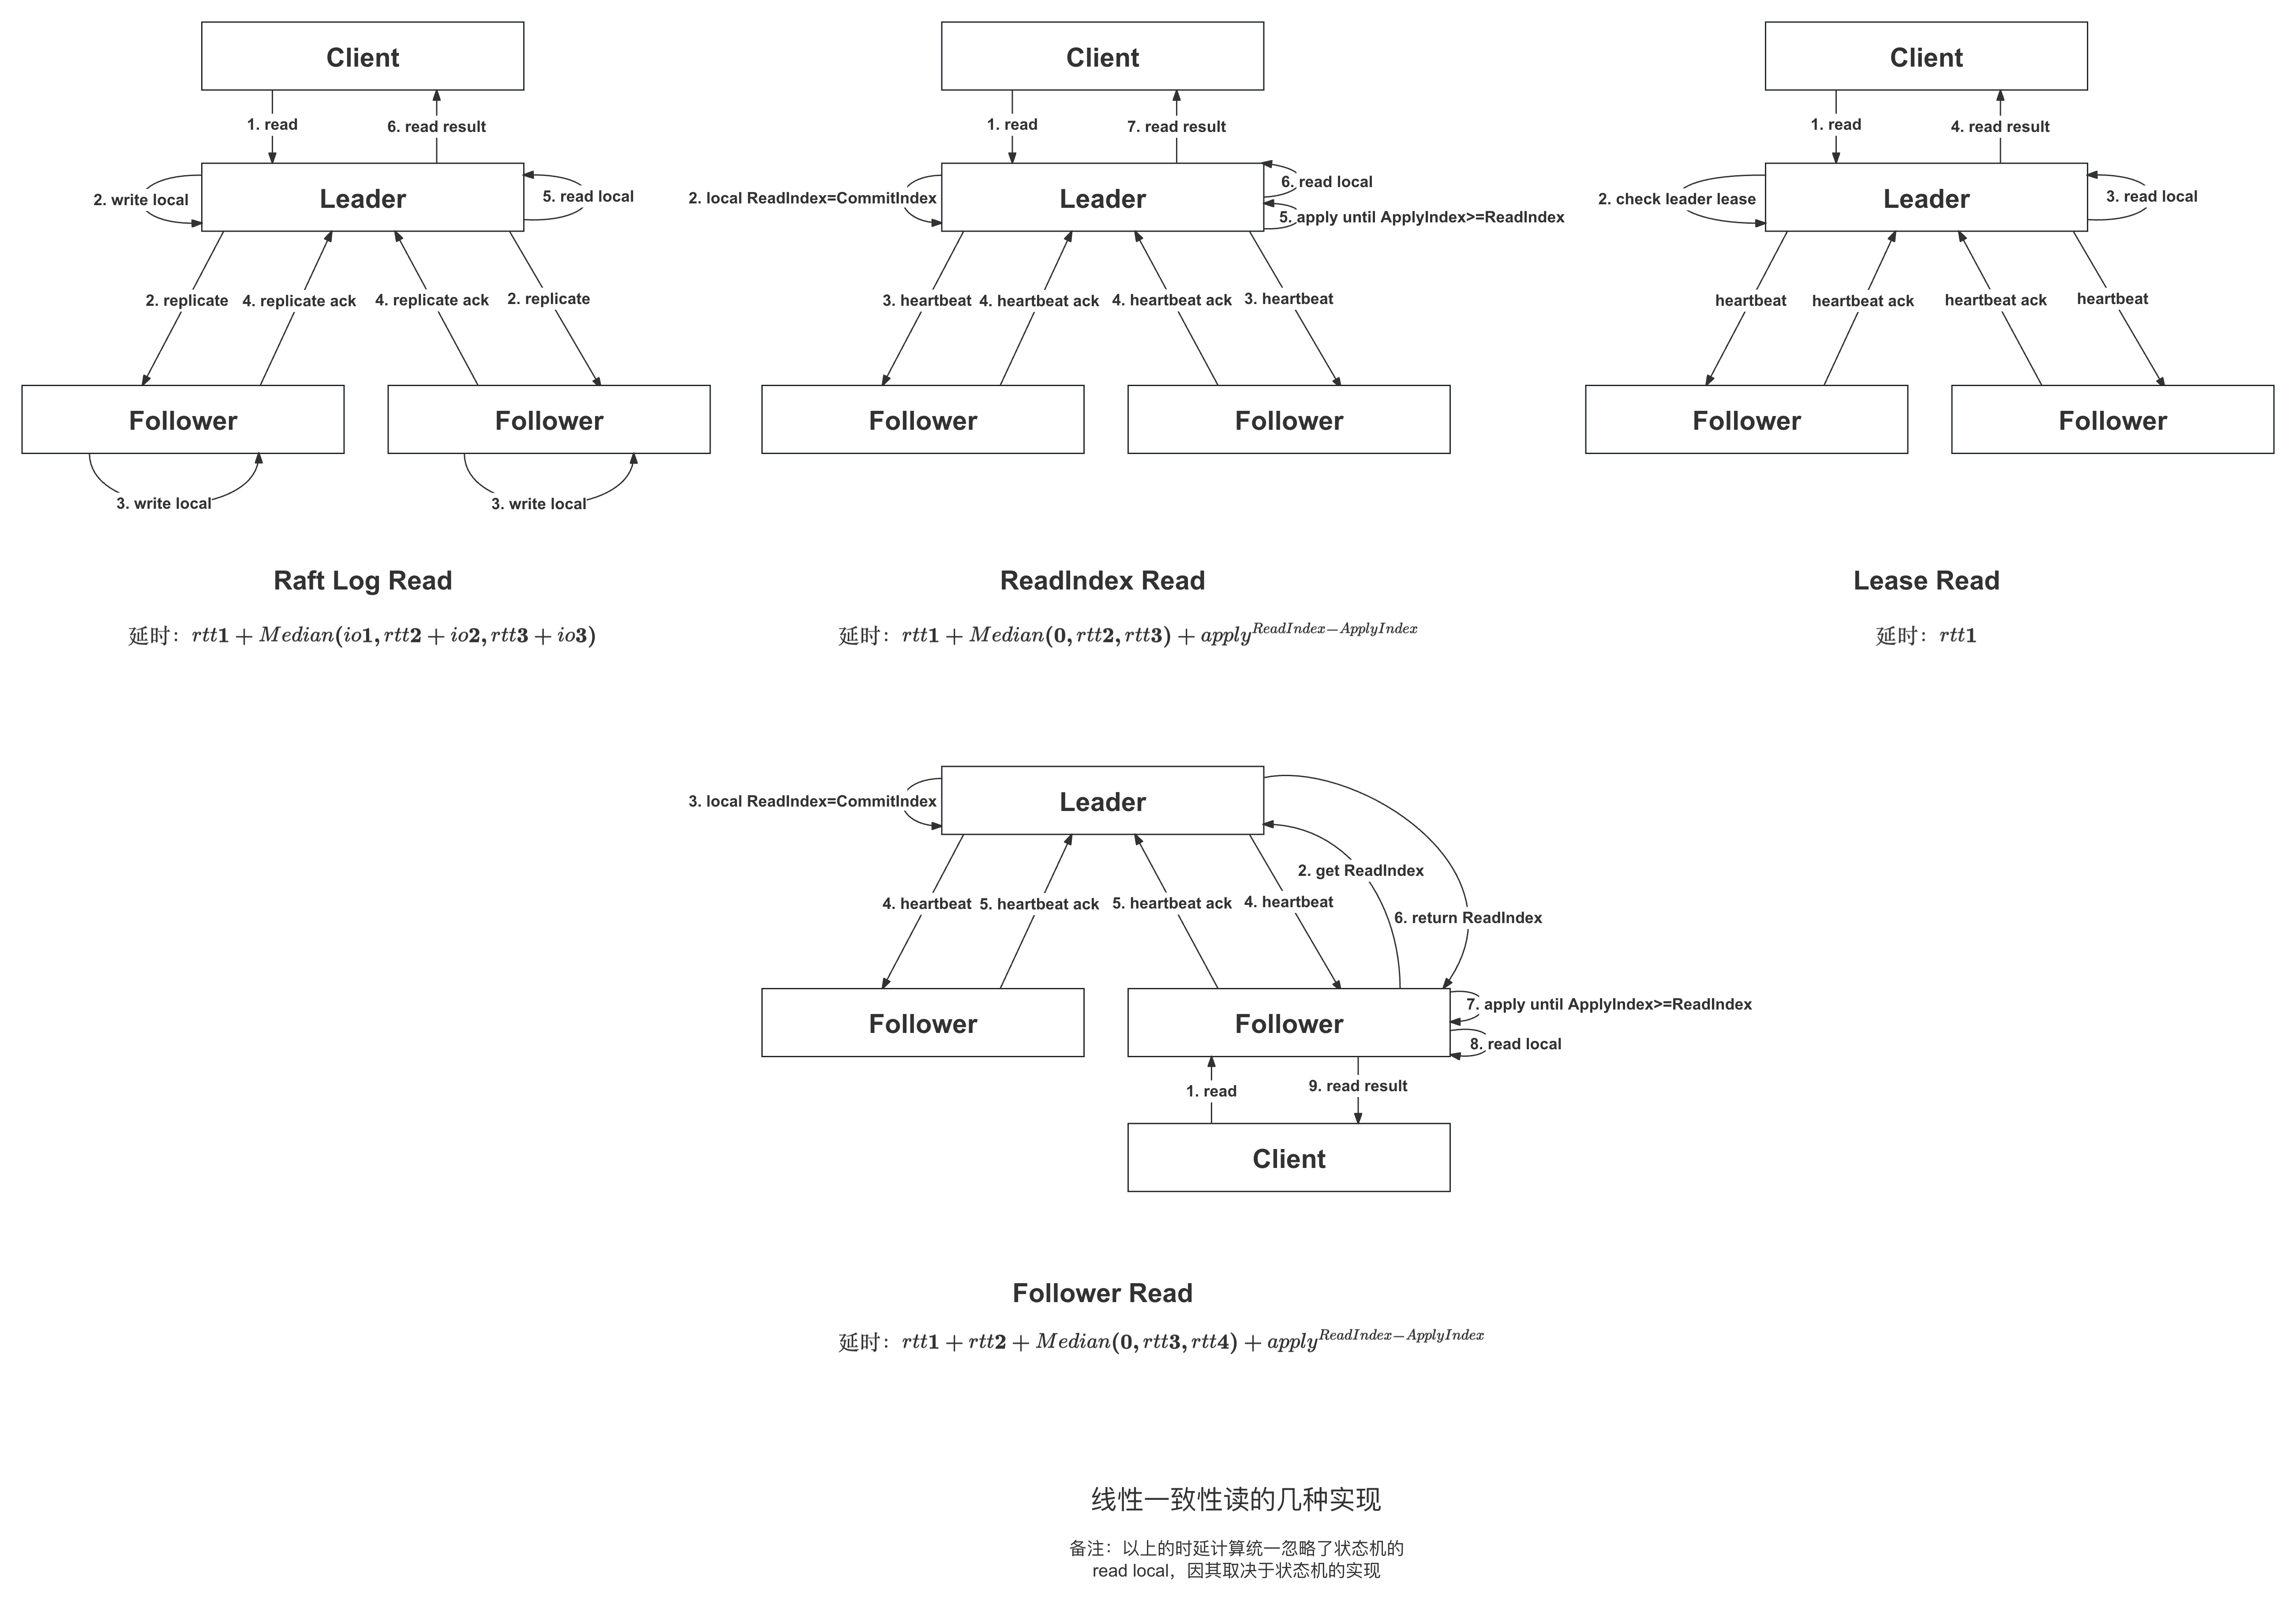 Client
1. read
6. read result
2. write local
Leader
5. read local
2. replicate
4. replicate ack
4. replicate ack
2. replicate
Follower
Follower
3. write local
3. write local
Raft Log Read
延时：rtt1 + Median(io1, rtt2 + io2, rtt3 + io3)
Client
1. read
7. read result
2. local ReadIndex=CommitIndex
Leader
6. read local
5. apply until ApplyIndex>=ReadIndex
3. heartbeat
4. heartbeat ack
4. heartbeat ack
3. heartbeat
Follower
Follower
ReadIndex Read
延时：rtt1 + Median(0, rtt2, rtt3) + apply^{ReadIndex−ApplyIndex}
Client
1. read
4. read result
2. check leader lease
Leader
3. read local
heartbeat
heartbeat ack
heartbeat ack
heartbeat
Follower
Follower
Lease Read
延时：rtt1
3. local ReadIndex=CommitIndex
Leader
2. get ReadIndex
4. heartbeat
5. heartbeat ack
5. heartbeat ack
4. heartbeat
6. return ReadIndex
Follower
Follower
7. apply until ApplyIndex>=ReadIndex
8. read local
1. read
9. read result
Client
Follower Read
延时：rtt1 + rtt2 + Median(0, rtt3, rtt4) + apply^{ReadIndex−ApplyIndex}
线性一致性读的几种实现
备注：以上的时延计算统一忽略了状态机的
read local，因其取决于状态机的实现